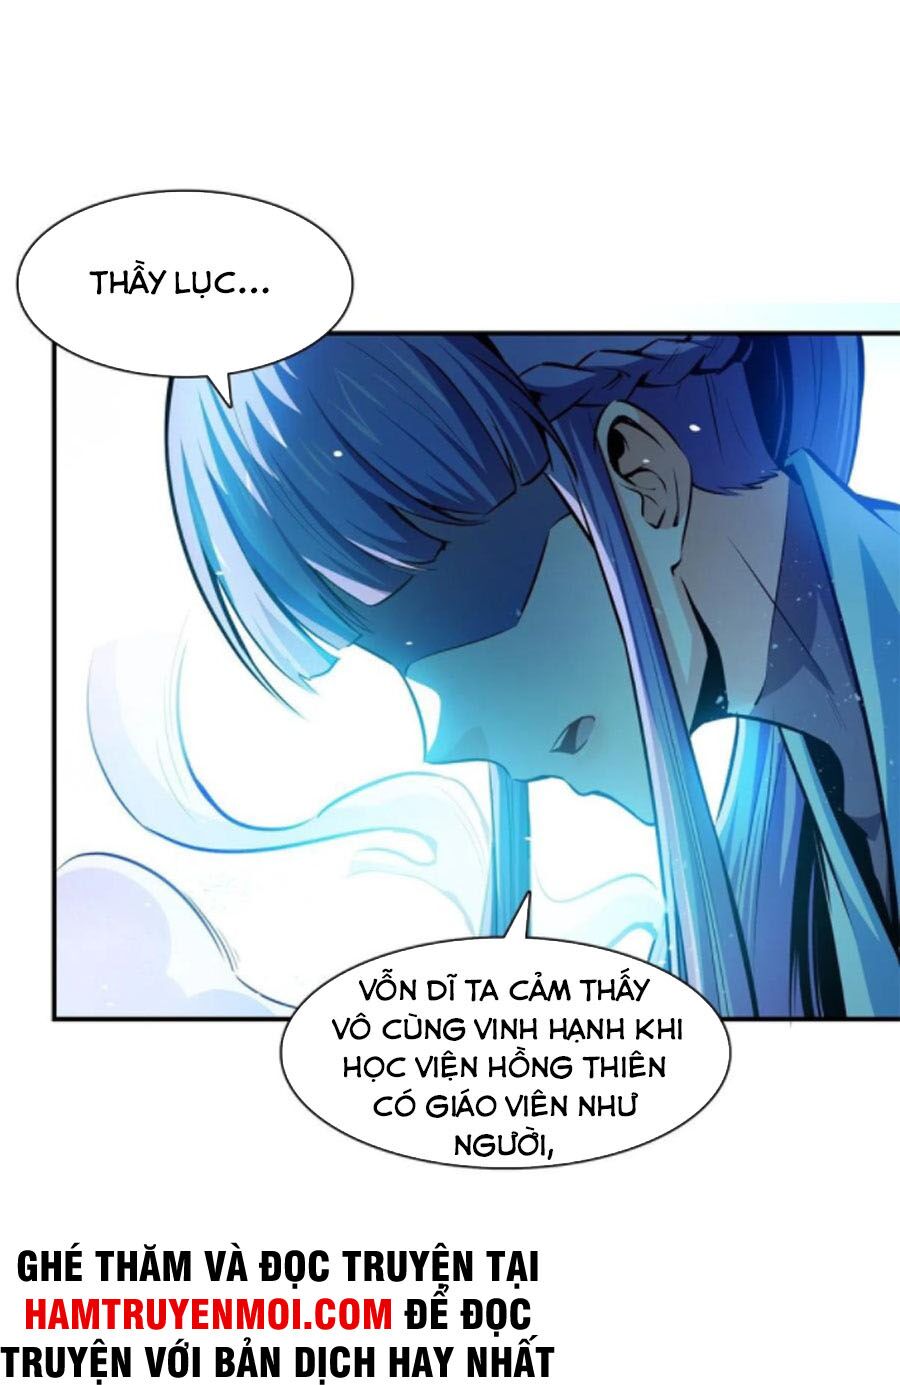 THẦY LỤC...
VỐN DĨ TA CẢM THẤY
VÔ CÙNG VINH HẠNH KHI
HỌC VIỆN HỒNG THIÊN
CÓ GIÁO VIÊN NHƯ
NGƯỜI,
GHÉ THĂM VÀ ĐỌC TRUYỆN TẠI
HAMTRUYENMOI.COM ĐỂ ĐỌC
TRUYỆN VỚI BẢN DỊCH HAY NHẤT